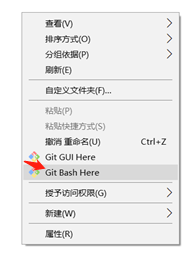 查看(V)
排序方式(O)
分组依据(P)
刷新(E)
自定义文件夹(F)...
粘贴(P)
粘贴快捷方式(S)
撤消 重命名(U) Ctrl+Z
Git GUI Here
Git Bash Here
授予访问权限(G)
新建(W)
属性(R)